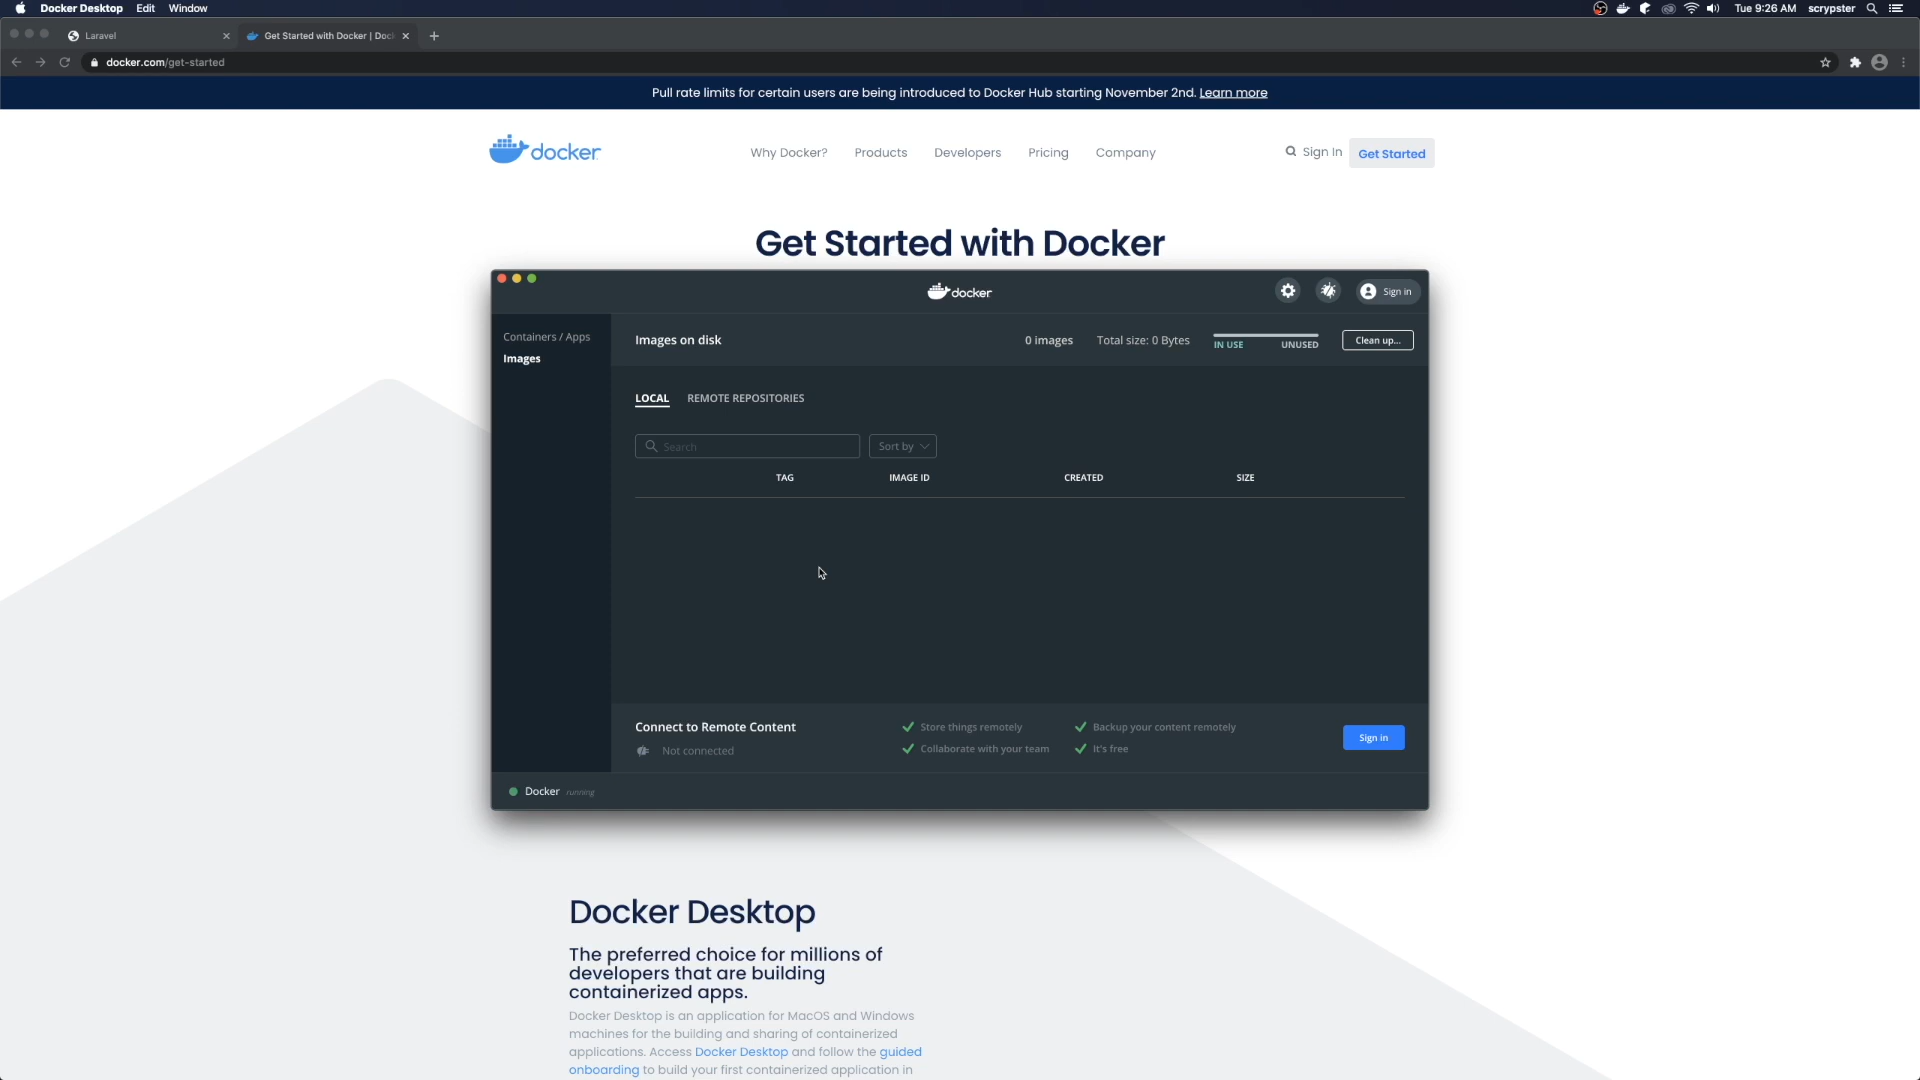 Docker Desktop Edit Window Tue 9:26 AM scrypster
Laravel Get Started with Docker | Doc
docker.com/get-started
Pull rate limits for certain users are being introduced to Docker Hub starting November 2nd. Learn more
docker Why Docker? Products Developers Pricing Company Sign In Get Started
Get Started with Docker
docker Sign in
Containers / Apps
Images
Images on disk 0 images Total size: 0 Bytes IN USE UNUSED Clean up...
LOCAL REMOTE REPOSITORIES
Search Sort by
TAG IMAGE ID CREATED SIZE
Connect to Remote Content
Not connected
Store things remotely Backup your content remotely
Collaborate with your team It's free
Sign in
Docker running
Docker Desktop
The preferred choice for millions of
developers that are building
containerized apps.
Docker Desktop is an application for MacOS and Windows
machines for the building and sharing of containerized
applications. Access Docker Desktop and follow the guided
onboarding to build your first containerized application in